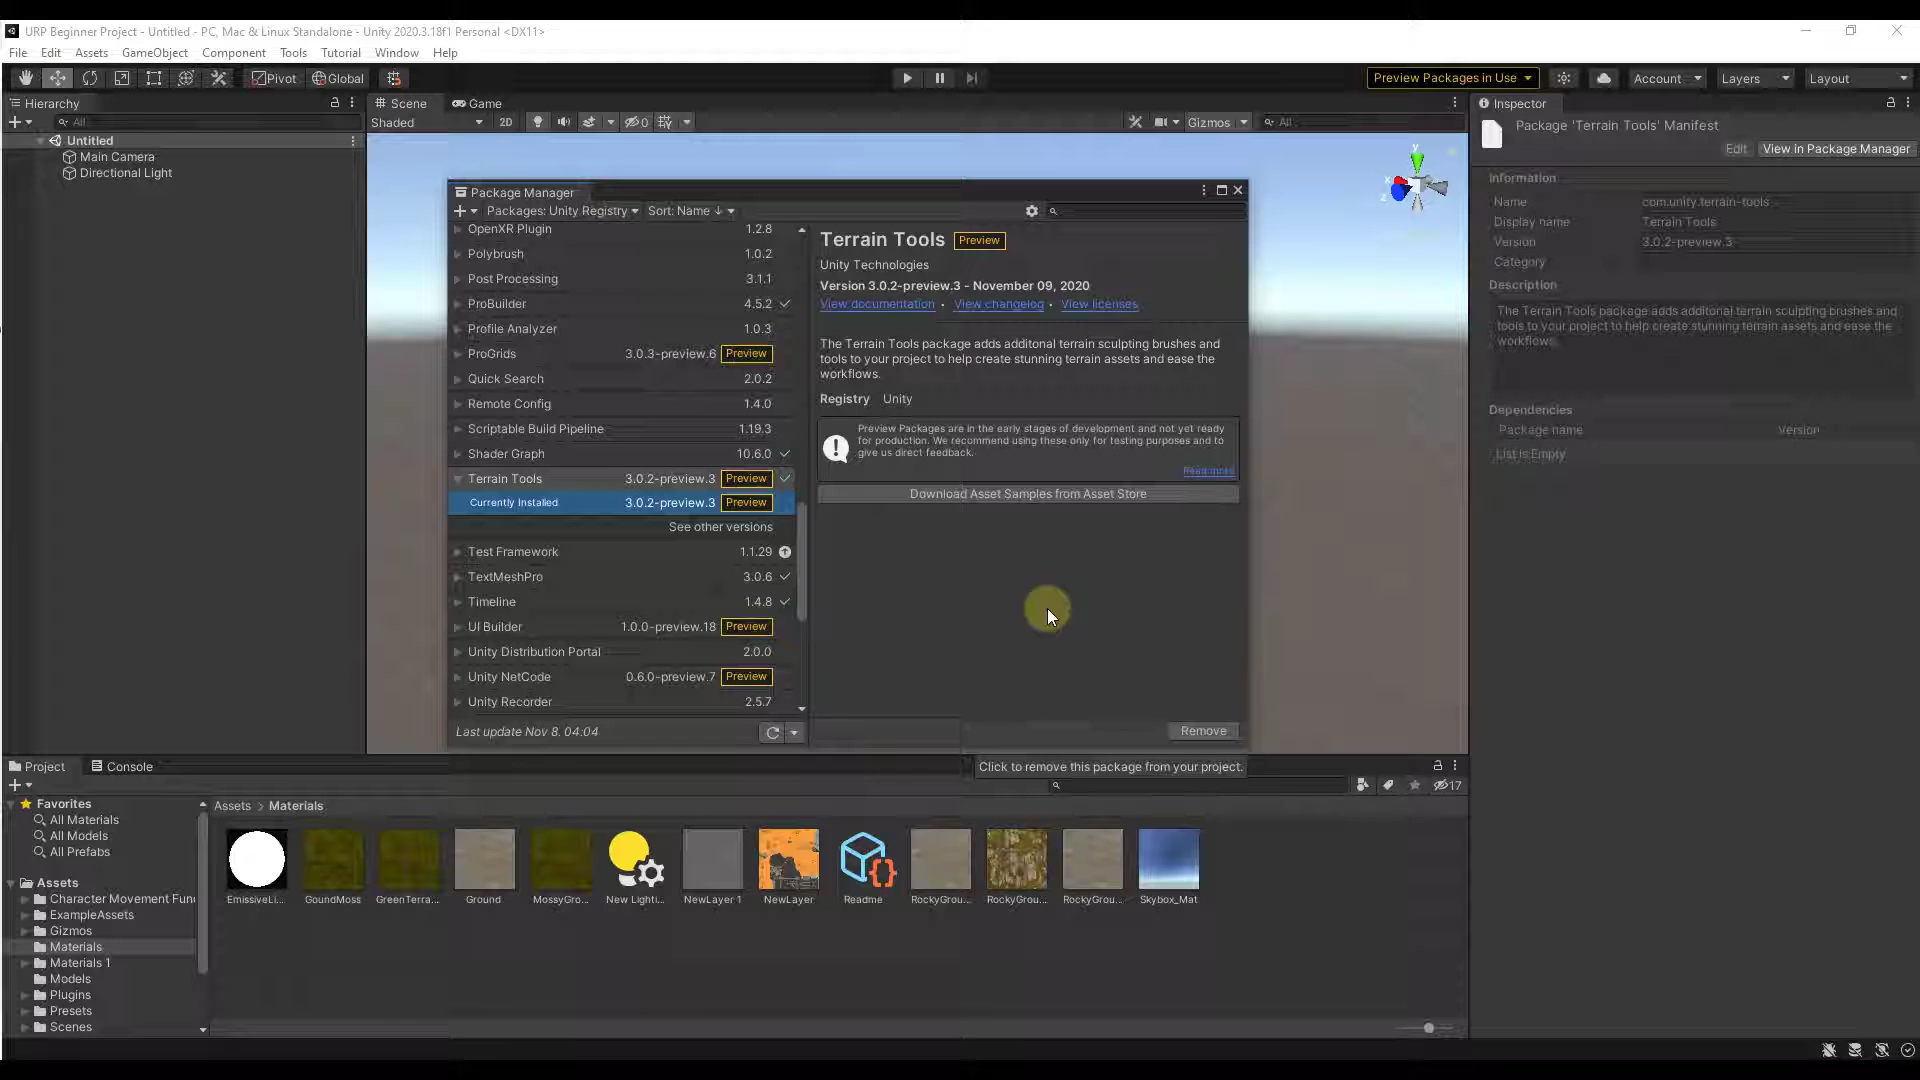 URP Beginner Project - Untitled - PC, Mac & Linux Standalone - Unity 2020.3.18f1 Personal <DX11>
File Edit Assets GameObject Component Tools Tutorial Window Help
Pivot Global Preview Packages in Use Account Layers Layout
Hierarchy
All
Untitled
Main Camera
Directional Light
Scene Game
Shaded 2D 0 Gizmos All
y
x
z
Package Manager
Packages: Unity Registry Sort: Name ↓
OpenXR Plugin 1.2.8
Polybrush 1.0.2
Post Processing 3.1.1
ProBuilder 4.5.2
Profile Analyzer 1.0.3
ProGrids 3.0.3-preview.6 Preview
Quick Search 2.0.2
Remote Config 1.4.0
Scriptable Build Pipeline 1.19.3
Shader Graph 10.6.0
Terrain Tools 3.0.2-preview.3 Preview
Currently Installed 3.0.2-preview.3 Preview
See other versions
Test Framework 1.1.29
TextMeshPro 3.0.6
Timeline 1.4.8
UI Builder 1.0.0-preview.18 Preview
Unity Distribution Portal 2.0.0
Unity NetCode 0.6.0-preview.7 Preview
Unity Recorder 2.5.7
Last update Nov 8, 04:04
Terrain Tools Preview
Unity Technologies
Version 3.0.2-preview.3 - November 09, 2020
View documentation • View changelog • View licenses
The Terrain Tools package adds additonal terrain sculpting brushes and
tools to your project to help create stunning terrain assets and ease the
workflows.
Registry Unity
Preview Packages are in the early stages of development and not yet ready
for production. We recommend using these only for testing purposes and to
give us direct feedback.
Read more
Download Asset Samples from Asset Store
Remove
Click to remove this package from your project.
Inspector
Package 'Terrain Tools' Manifest
Edit View in Package Manager
Information
Name com.unity.terrain-tools
Display name Terrain Tools
Version 3.0.2-preview.3
Category
Description
The Terrain Tools package adds additonal terrain sculpting brushes and
tools to your project to help create stunning terrain assets and ease the
workflows.
Dependencies
Package name Version
List is Empty
Project Console
17
Favorites
All Materials
All Models
All Prefabs
Assets
Character Movement Fun
ExampleAssets
Gizmos
Materials
Materials 1
Models
Plugins
Presets
Scenes
Assets > Materials
EmissiveLi... GoundMoss GreenTerra... Ground MossyGro... New Lighti... NewLayer 1 NewLayer Readme RockyGrou... RockyGrou... RockyGrou... Skybox_Mat